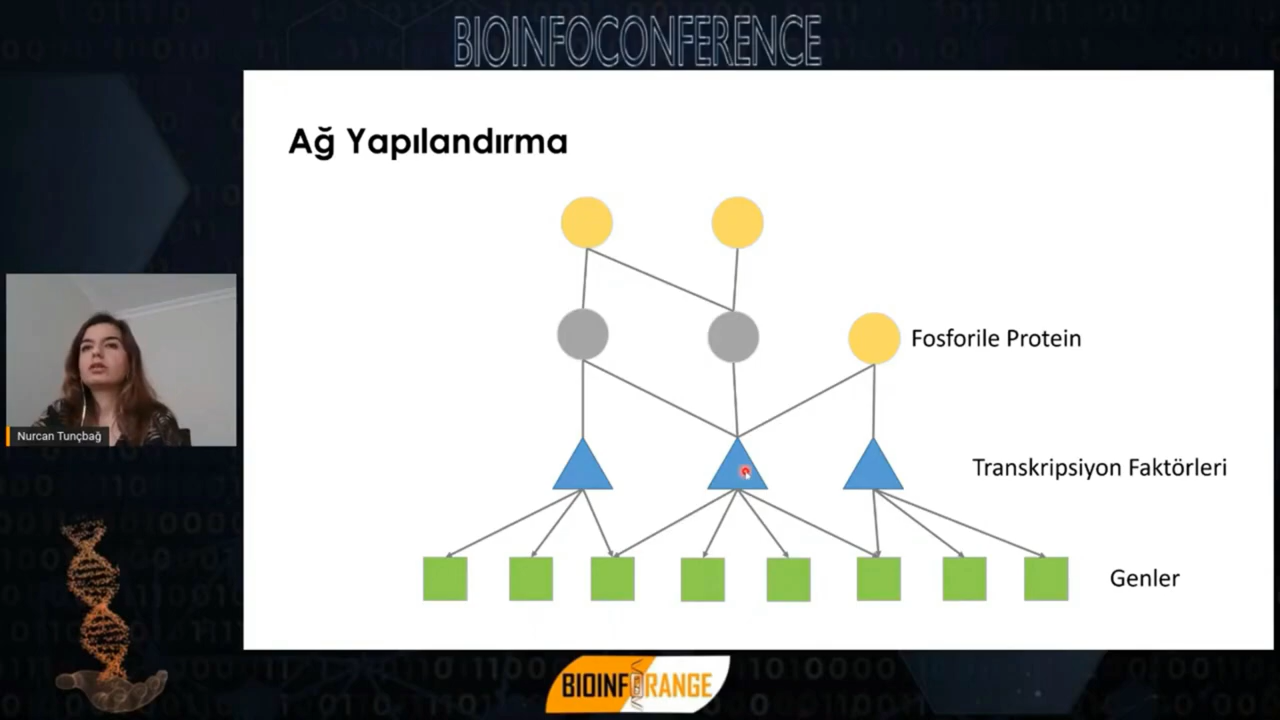 BIOINFOCONFERENCE
Ağ Yapılandırma
Fosforile Protein
Nurcan Tunçbağ
Transkripsiyon Faktörleri
Genler
BIOINFORANGE